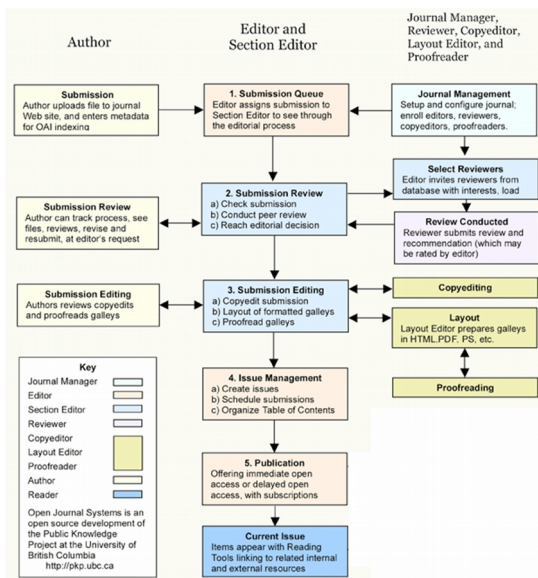 Author
Editor and
Section Editor
Journal Manager,
Reviewer, Copyeditor,
Layout Editor, and
Proofreader
Submission
Author uploads file to journal
Web site, and enters metadata
for OAI indexing
1. Submission Queue
Editor assigns submission to
Section Editor to see through
the editorial process
Journal Management
Setup and configure journal;
enroll editors, reviewers,
copyeditors, proofreaders.
Select Reviewers
Editor invites reviewers from
database with interests, load
Submission Review
Author can track process, see
files, reviews, revise and
resubmit, at editor's request
2. Submission Review
a) Check submission
b) Conduct peer review
c) Reach editorial decision
Review Conducted
Reviewer submits review and
recommendation (which may
be rated by editor)
Submission Editing
Authors reviews copyedits
and proofreads galleys
3. Submission Editing
a) Copyedit submission
b) Layout of formatted galleys
c) Proofread galleys
Copyediting
Layout
Layout Editor prepares galleys
in HTML.PDF, PS, etc.
Proofreading
Key
Journal Manager
Editor
Section Editor
Reviewer
Copyeditor
Layout Editor
Proofreader
Author
Reader
Open Journal Systems is an
open source development of
the Public Knowledge
Project at the University of
British Columbia
http://pkp.ubc.ca
4. Issue Management
a) Create issues
b) Schedule submissions
c) Organize Table of Contents
5. Publication
Offering immediate open
access or delayed open
access, with subscriptions
Current Issue
Items appear with Reading
Tools linking to related internal
and external resources